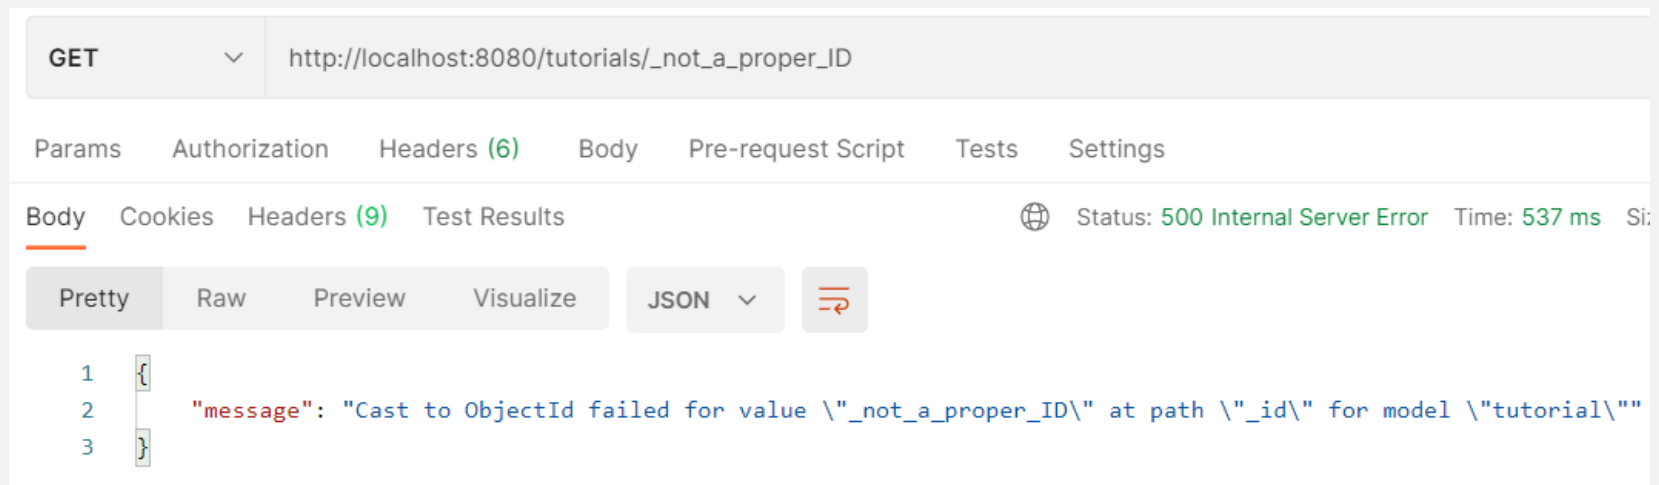 GET http://localhost:8080/tutorials/_not_a_proper_ID
Params Authorization Headers (6) Body Pre-request Script Tests Settings
Body Cookies Headers (9) Test Results Status: 500 Internal Server Error Time: 537 ms
Pretty Raw Preview Visualize JSON
1 {
2 "message": "Cast to ObjectId failed for value \"_not_a_proper_ID\" at path \"_id\" for model \"tutorial\""
3 }